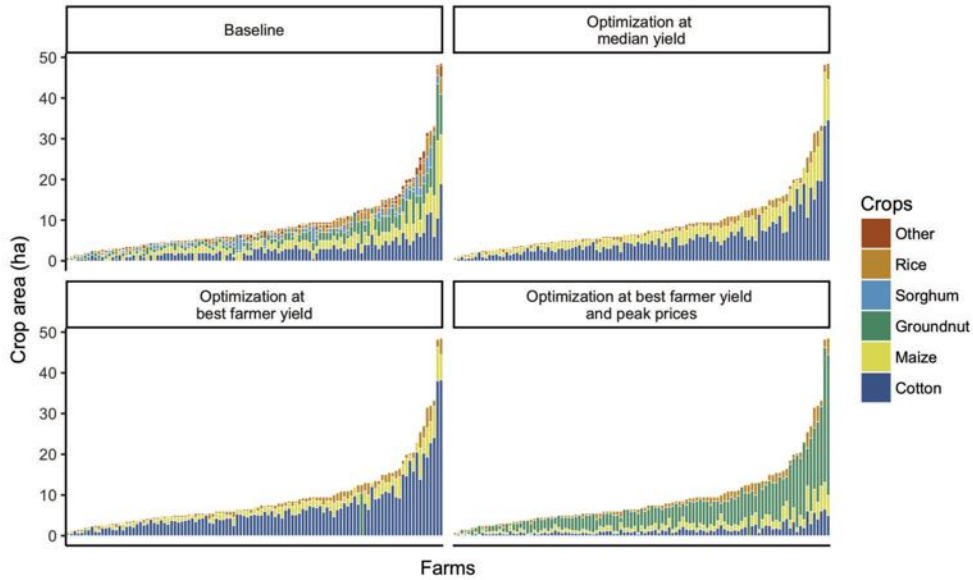 Baseline
Optimization at
median yield
50
40
30
20
10
0
Optimization at
best farmer yield
Optimization at best farmer yield
and peak prices
50
40
30
20
10
0
Crop area (ha)
Farms
Crops
Other
Rice
Sorghum
Groundnut
Maize
Cotton